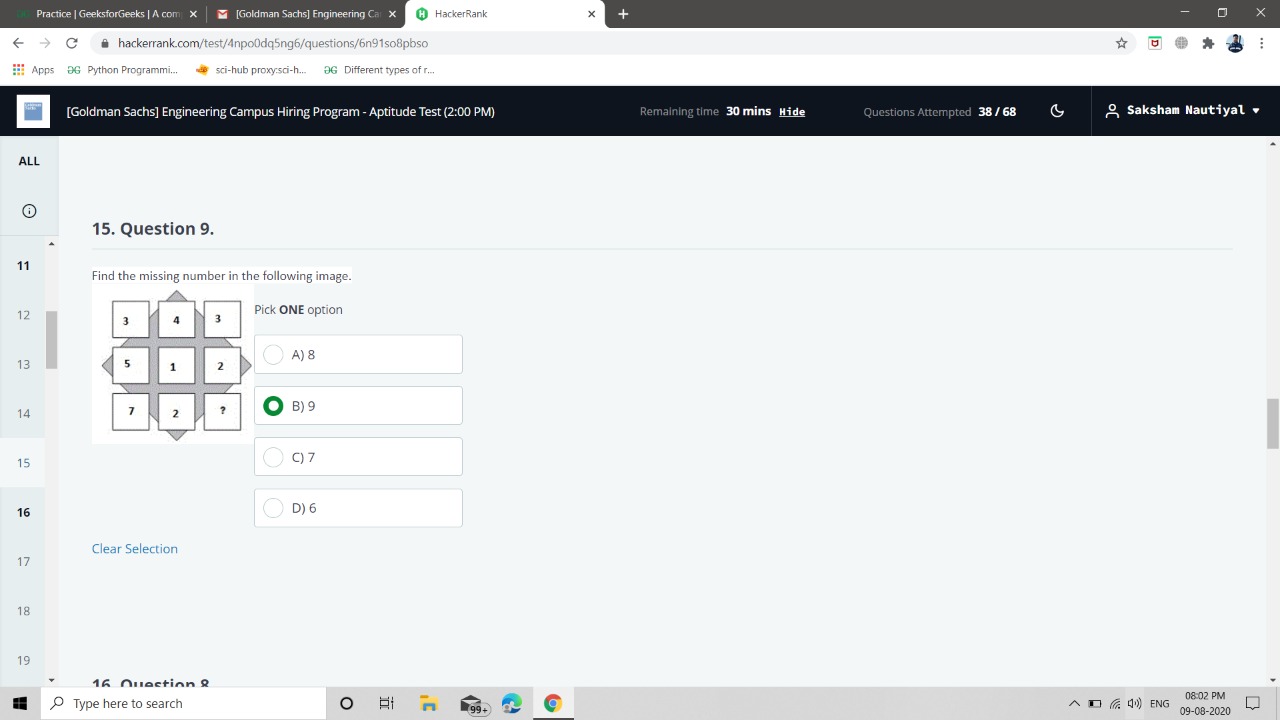 Practice | GeeksforGeeks | A com
[Goldman Sachs] Engineering Ca
HackerRank
hackerrank.com/test/4npo0dq5ng6/questions/6n91so8pbso
Apps
Python Programmi...
sci-hub proxy:sci-h...
Different types of r...
[Goldman Sachs] Engineering Campus Hiring Program - Aptitude Test (2:00 PM)
Remaining time 30 mins Hide
Questions Attempted 38 / 68
Saksham Nautiyal
ALL
11
12
13
14
15
16
17
18
19
15. Question 9.
Find the missing number in the following image.
3 4 3
5 1 2
7 2 ?
Pick ONE option
A) 8
B) 9
C) 7
D) 6
Clear Selection
16. Question 8
Type here to search
99+
ENG
08:02 PM
09-08-2020